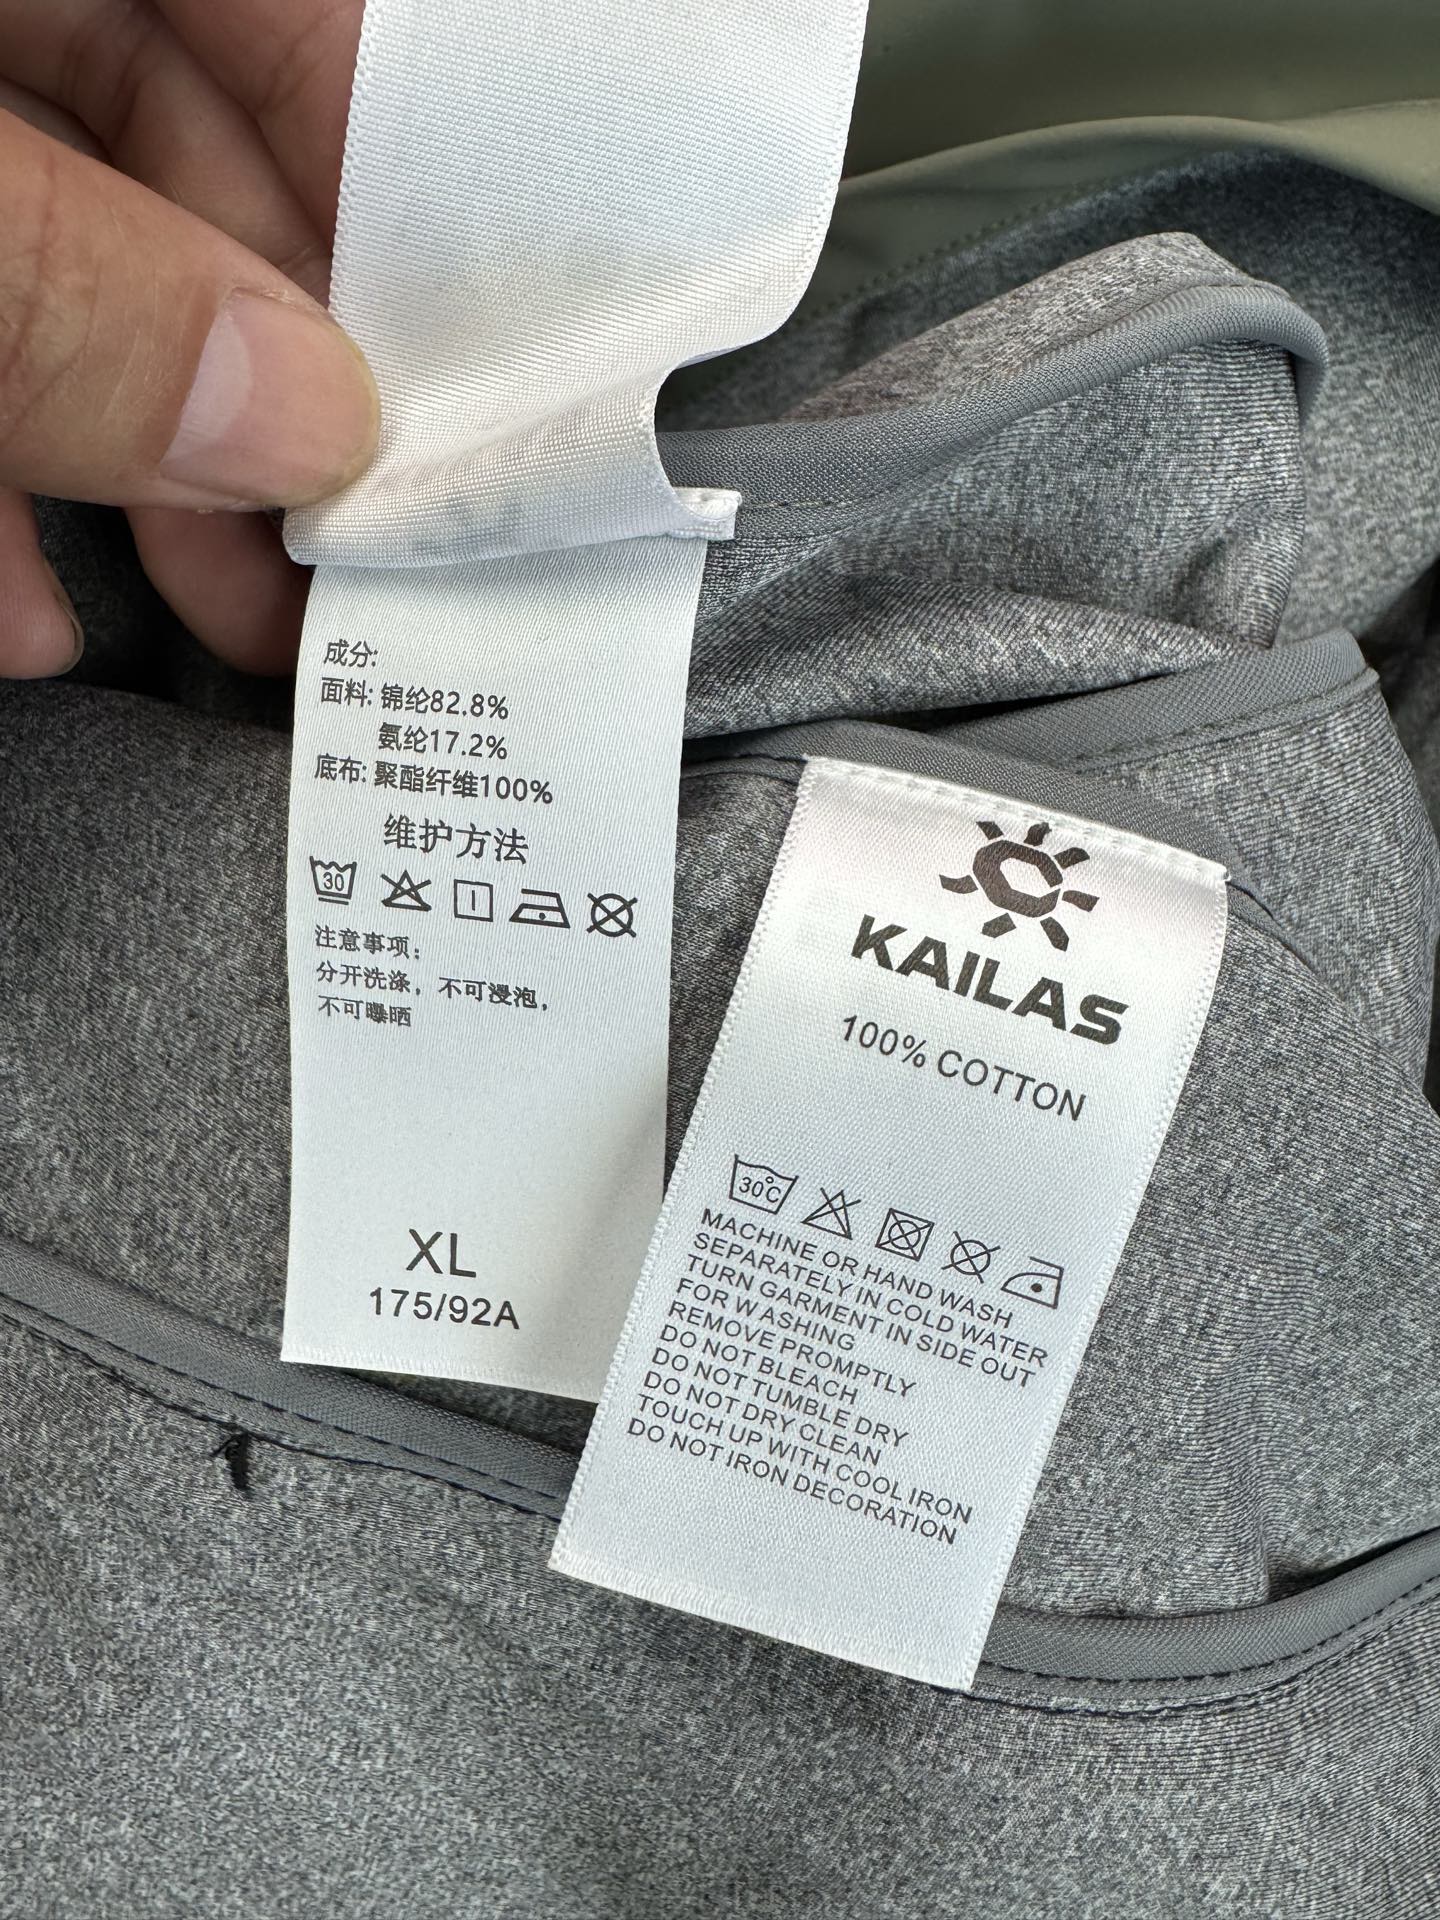 成分:
面料: 锦纶82.8%
氨纶17.2%
底布: 聚酯纤维100%
维护方法
30
注意事项:
分开洗涤，不可浸泡，
不可曝晒
XL
175/92A
KAILAS
100% COTTON
30℃
MACHINE OR HAND WASH
SEPARATELY IN COLD WATER
TURN GARMENT IN SIDE OUT
FOR WASHING
REMOVE PROMPTLY
DO NOT BLEACH
DO NOT TUMBLE DRY
DO NOT DRY CLEAN
TOUCH UP WITH COOL IRON
DO NOT IRON DECORATION